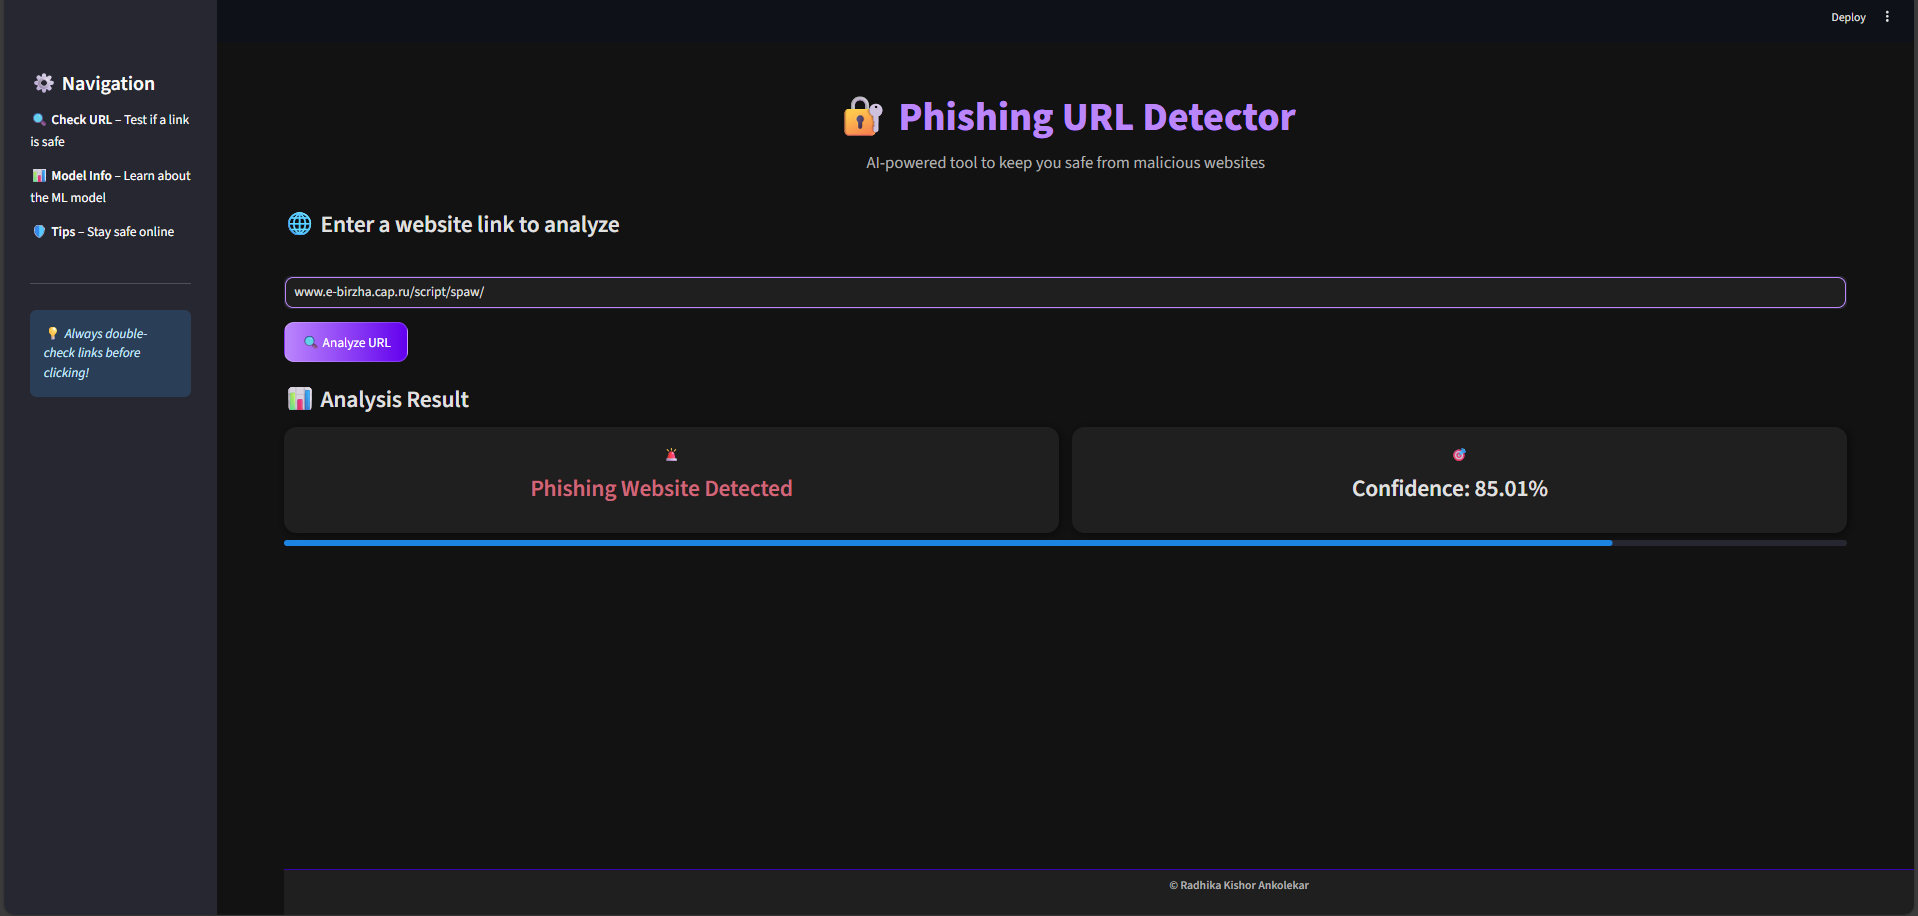 Deploy
Navigation
Check URL – Test if a link
is safe
Model Info – Learn about
the ML model
Tips – Stay safe online
Always double-
check links before
clicking!
Phishing URL Detector
AI-powered tool to keep you safe from malicious websites
Enter a website link to analyze
www.e-birzha.cap.ru/script/spaw/
Analyze URL
Analysis Result
Phishing Website Detected
Confidence: 85.01%
© Radhika Kishor Ankolekar